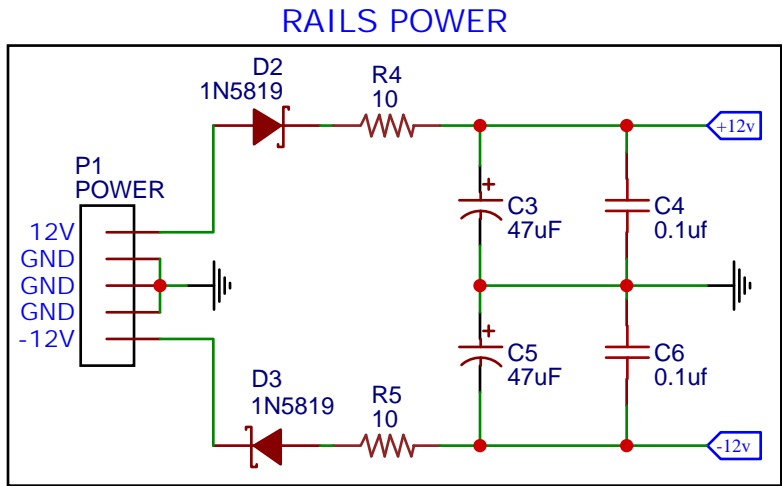 RAILS POWER
D2
1N5819
R4
10
+12v
P1
POWER
12V
GND
GND
GND
-12V
+
C3
47uF
C4
0.1uf
+
C5
47uF
C6
0.1uf
D3
1N5819
R5
10
-12v